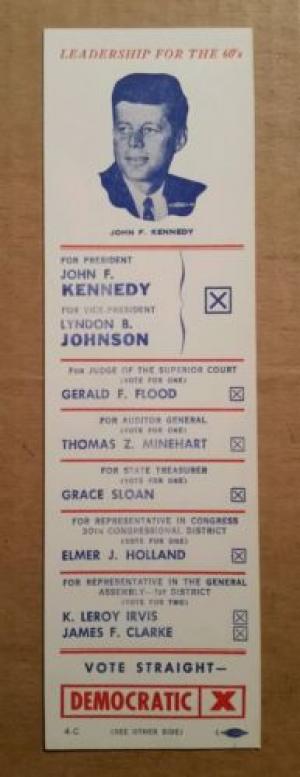 LEADERSHIP FOR THE 60's
JOHN F. KENNEDY
FOR PRESIDENT
JOHN F.
KENNEDY
FOR VICE-PRESIDENT
LYNDON B.
JOHNSON
FOR JUDGE OF THE SUPERIOR COURT
(VOTE FOR ONE)
GERALD F. FLOOD
FOR AUDITOR GENERAL
(VOTE FOR ONE)
THOMAS Z. MINEHART
FOR STATE TREASURER
(VOTE FOR ONE)
GRACE SLOAN
FOR REPRESENTATIVE IN CONGRESS
30TH CONGRESSIONAL DISTRICT
(VOTE FOR ONE)
ELMER J. HOLLAND
FOR REPRESENTATIVE IN THE GENERAL
ASSEMBLY—1ST DISTRICT
(VOTE FOR TWO)
K. LEROY IRVIS
JAMES F. CLARKE
VOTE STRAIGHT—
DEMOCRATIC X
4-C (SEE OTHER SIDE)